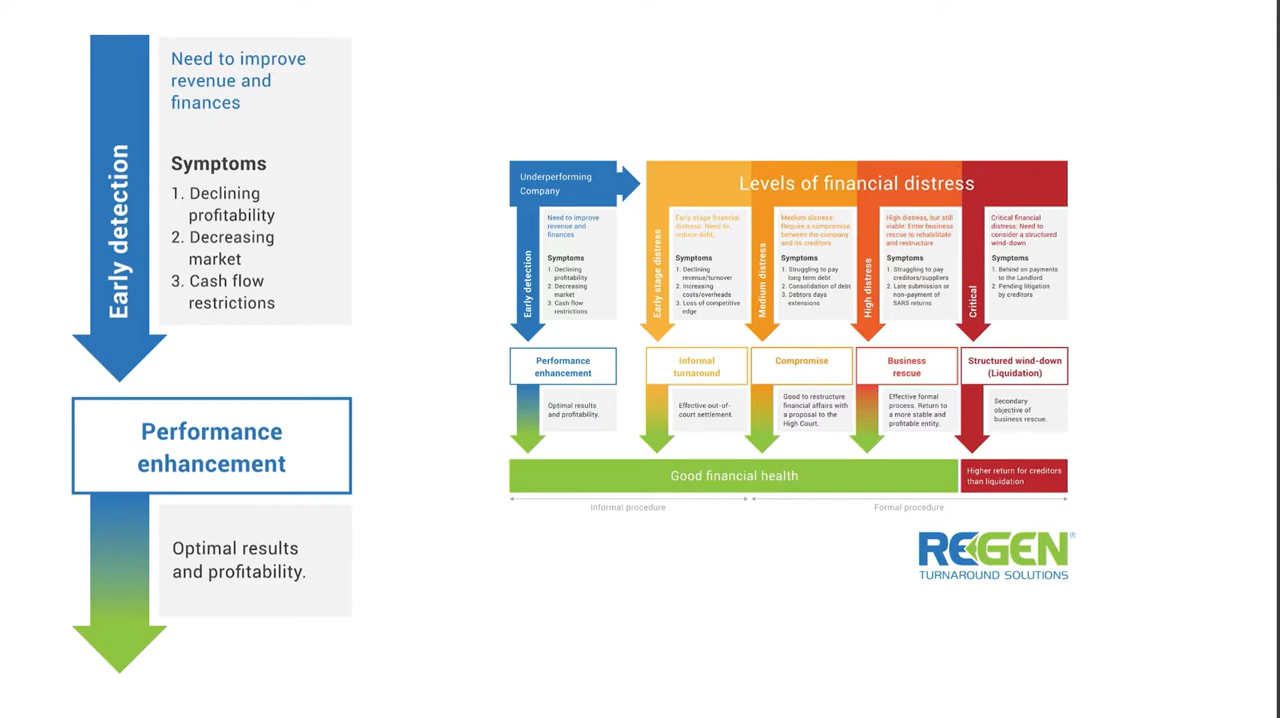 Early detection
Need to improve
revenue and
finances
Symptoms
1. Declining
profitability
2. Decreasing
market
3. Cash flow
restrictions
Performance
enhancement
Optimal results
and profitability.
Underperforming
Company
Levels of financial distress
Early detection
Need to improve
revenue and
finances
Symptoms
1. Declining
profitability
2. Decreasing
market
3. Cash flow
restrictions
Early stage distress
Early stage financial
distress: Need to
reduce debt.
Symptoms
1. Declining
revenue/turnover
2. Increasing
costs/overheads
3. Loss of competitive
edge
Medium distress
Medium distress:
Require a compromise
between the company
and its creditors.
Symptoms
1. Struggling to pay
long term debt
2. Consolidation of debt
3. Debtors days
extensions
High distress
High distress, but still
viable: Enter business
rescue to rehabilitate
and restructure
Symptoms
1. Struggling to pay
creditors/suppliers
2. Late submission or
non-payment of
SARS returns
Critical
Critical financial
distress: Need to
consider a structured
wind-down
Symptoms
1. Behind on payments
to the Landlord
2. Pending litigation
by creditors
Performance
enhancement
Informal
turnaround
Compromise
Business
rescue
Structured wind-down
(Liquidation)
Optimal results
and profitability.
Effective out-of-
court settlement.
Good to restructure
financial affairs with
a proposal to the
High Court.
Effective formal
process. Return to
a more stable and
profitable entity.
Secondary
objective of
business rescue.
Good financial health
Higher return for creditors
than liquidation
Informal procedure
Formal procedure
REGEN®
TURNAROUND SOLUTIONS